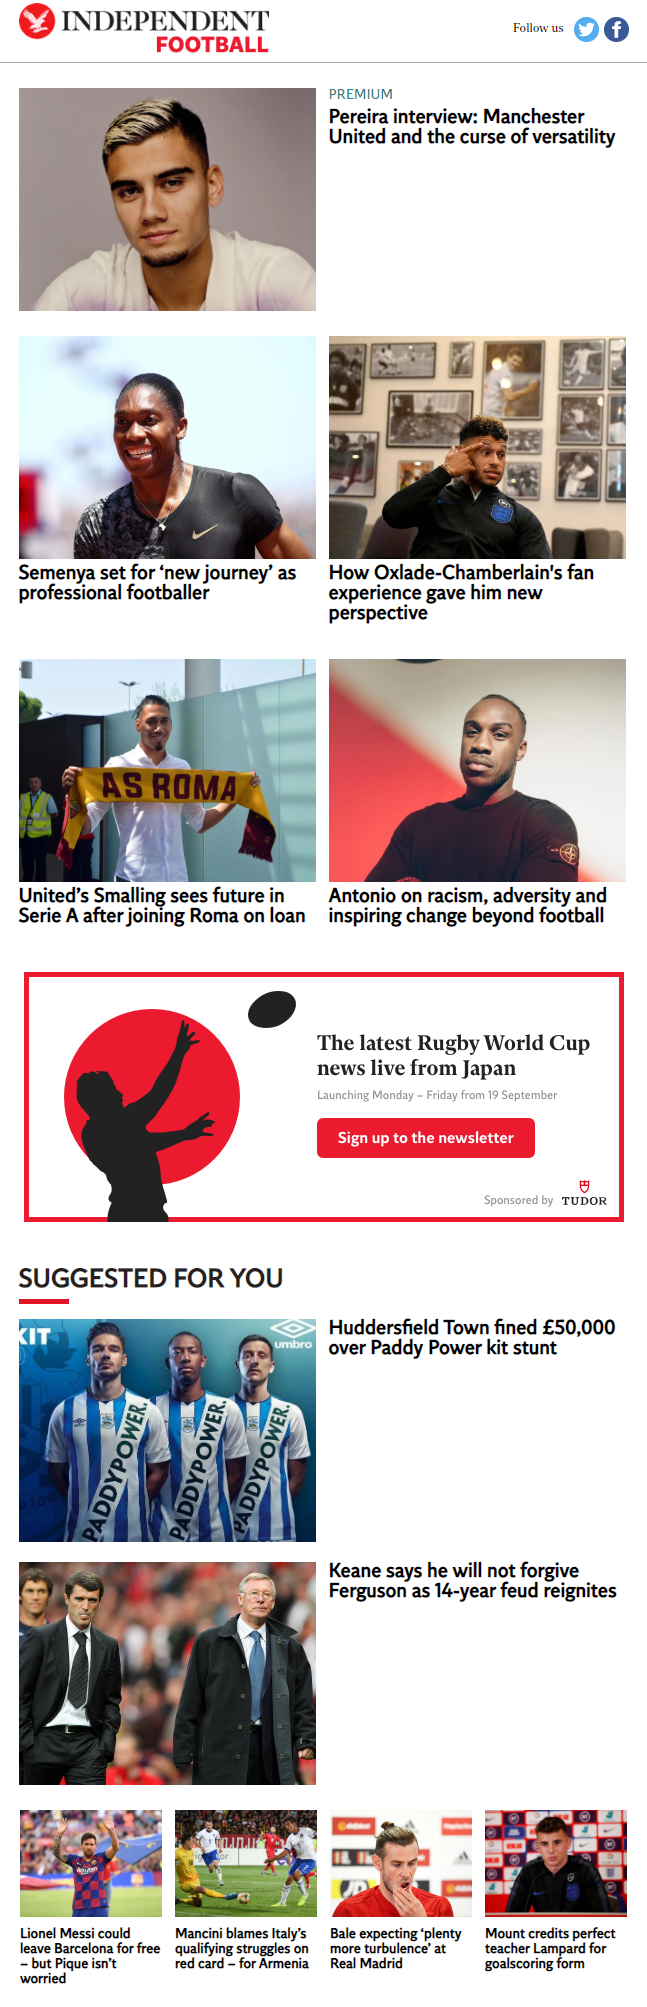 INDEPENDENT
FOOTBALL
Follow us
PREMIUM
Pereira interview: Manchester
United and the curse of versatility
Semenya set for ‘new journey’ as
professional footballer
How Oxlade-Chamberlain's fan
experience gave him new
perspective
AS ROMA
United’s Smalling sees future in
Serie A after joining Roma on loan
Antonio on racism, adversity and
inspiring change beyond football
The latest Rugby World Cup
news live from Japan
Launching Monday – Friday from 19 September
Sign up to the newsletter
Sponsored by
TUDOR
SUGGESTED FOR YOU
KIT
umbro
PADDYPOWER.
PADDYPOWER.
PADDYPOWER.
Huddersfield Town fined £50,000
over Paddy Power kit stunt
Keane says he will not forgive
Ferguson as 14-year feud reignites
Rakuten
Lionel Messi could
leave Barcelona for free
– but Pique isn’t
worried
Mancini blames Italy’s
qualifying struggles on
red card – for Armenia
Bale expecting ‘plenty
more turbulence’ at
Real Madrid
Mount credits perfect
teacher Lampard for
goalscoring form